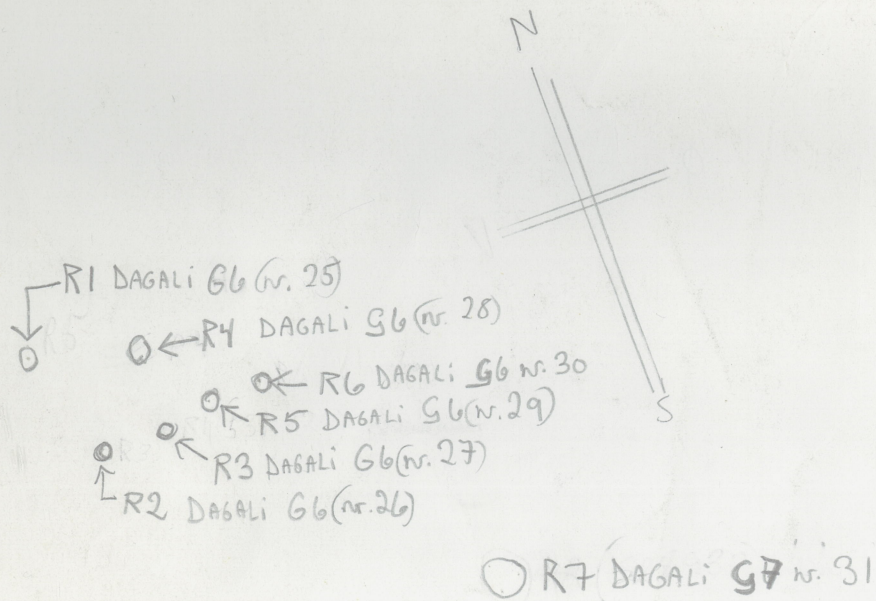 N
R1 DAGALi G6 (nr. 25)
R4 DAGALi G6 (nr. 28)
R6 DAGALi G6 nr. 30
R5 DAGALi G6 (nr. 29)
R3 DAGALi G6 (nr. 27)
R2 DAGALi G6 (nr. 26)
S
R7 DAGALi G7 nr. 31